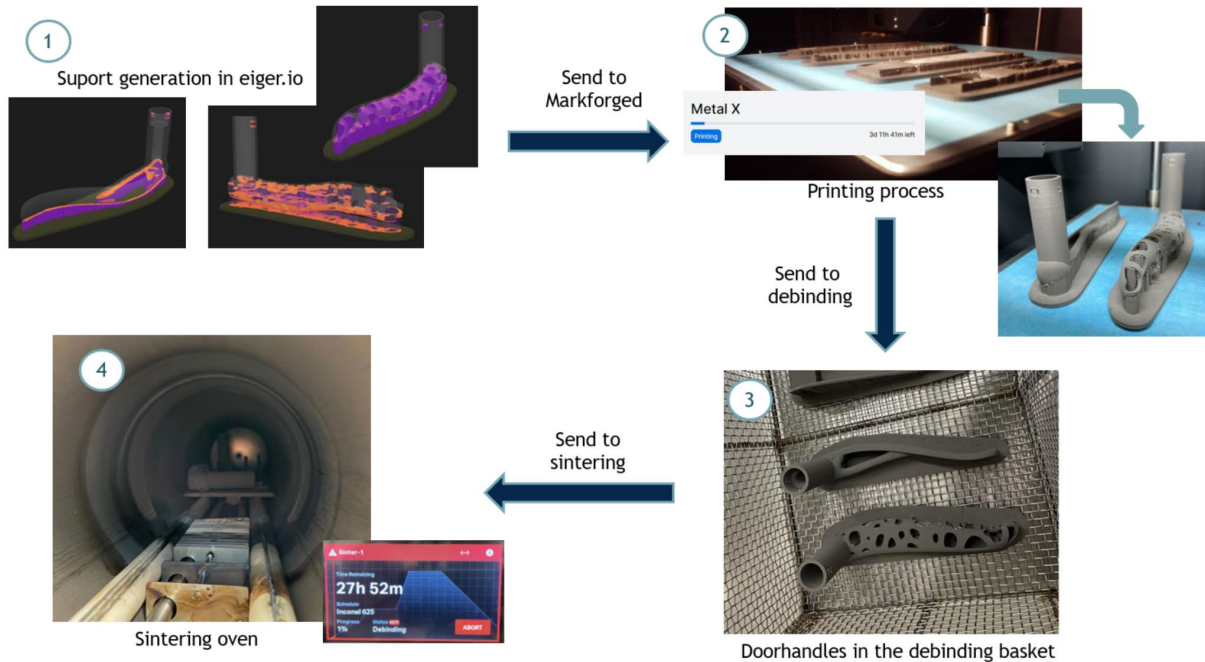 1
Suport generation in eiger.io
Send to
Markforged
2
Metal X
Printing
3d 11h 41m left
Printing process
Send to
debinding
3
Doorhandles in the debinding basket
Send to
sintering
4
Sinter-1
Time Remaining
27h 52m
Schedule
Inconel 625
Progress
1%
Status
Debinding
ABORT
Sintering oven